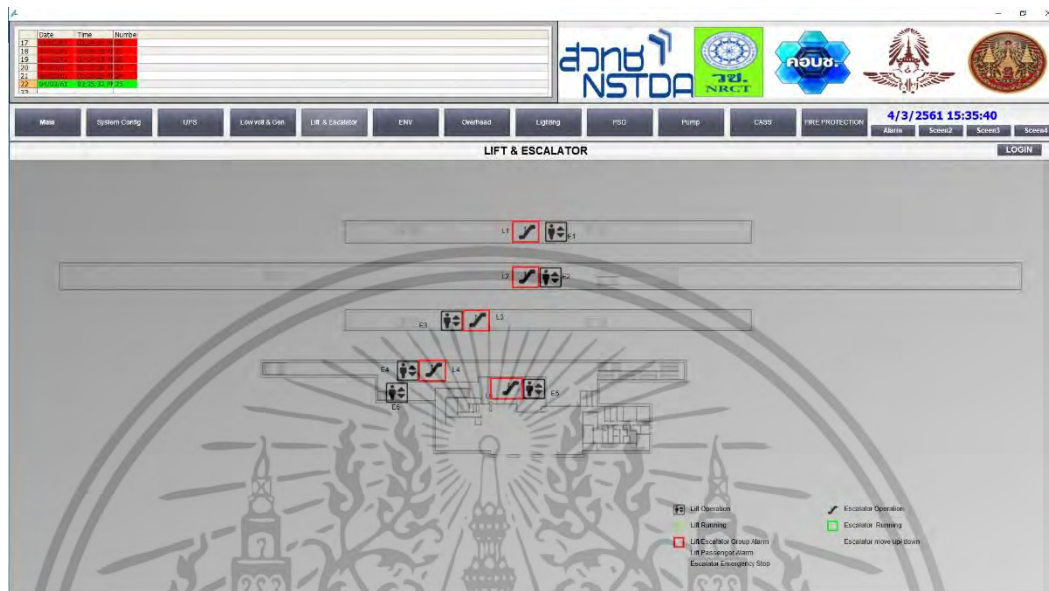 Date Time Number
17
18
19
20
21
22
23
สวทช
NSTDA
วช.
NRCT
คอบช.
Main System Config UPS Low volt & Gen Lift & Escalator ENV Overhead Lighting PSD Pump CASS FIRE PROTECTION
4/3/2561 15:35:40
Alarm Sceen2 Sceen3 Sceen4
LIFT & ESCALATOR
LOGIN
L1 E1
L2 E2
E3 L3
E4 L4
E5
E6
Lift Operation Escalator Operation
Lift Running Escalator Running
Lift/Escalator Group Alarm Escalator move up/down
Lift Passenger Alarm
Escalator Emergency Stop